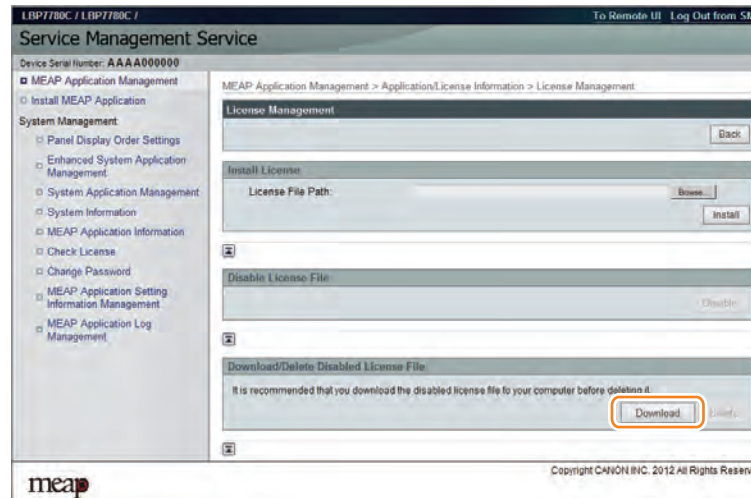 LBP7780C / LBP7780C /
To Remote UI Log Out from SM
Service Management Service
Device Serial Number: AAAA000000
MEAP Application Management
Install MEAP Application
System Management
Panel Display Order Settings
Enhanced System Application
Management
System Application Management
System Information
MEAP Application Information
Check License
Change Password
MEAP Application Setting
Information Management
MEAP Application Log
Management
MEAP Application Management > Application/License Information > License Management
License Management
Back
Install License
License File Path:
Browse...
Install
Disable License File
Disable
Download/Delete Disabled License File
It is recommended that you download the disabled license file to your computer before deleting it.
Download
Delete
meap
Copyright CANON INC. 2012 All Rights Reserv